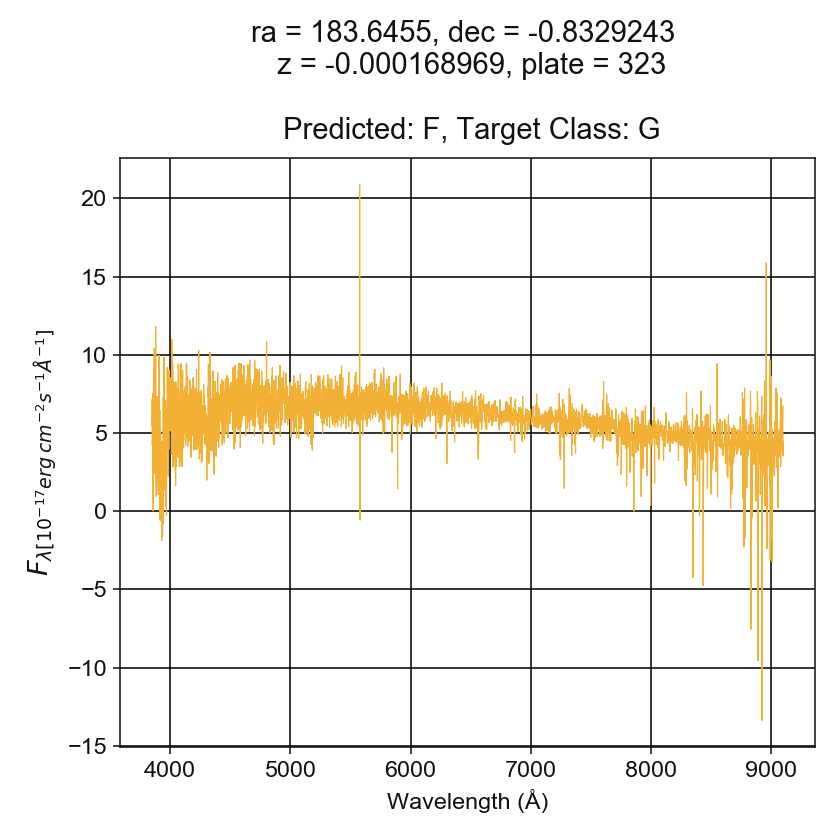 ra = 183.6455, dec = -0.8329243
z = -0.000168969, plate = 323
Predicted: F, Target Class: G
20
15
10
5
0
−5
−10
−15
F_λ[10^−17 erg cm^−2 s^−1 Å^−1]
4000 5000 6000 7000 8000 9000
Wavelength (Å)